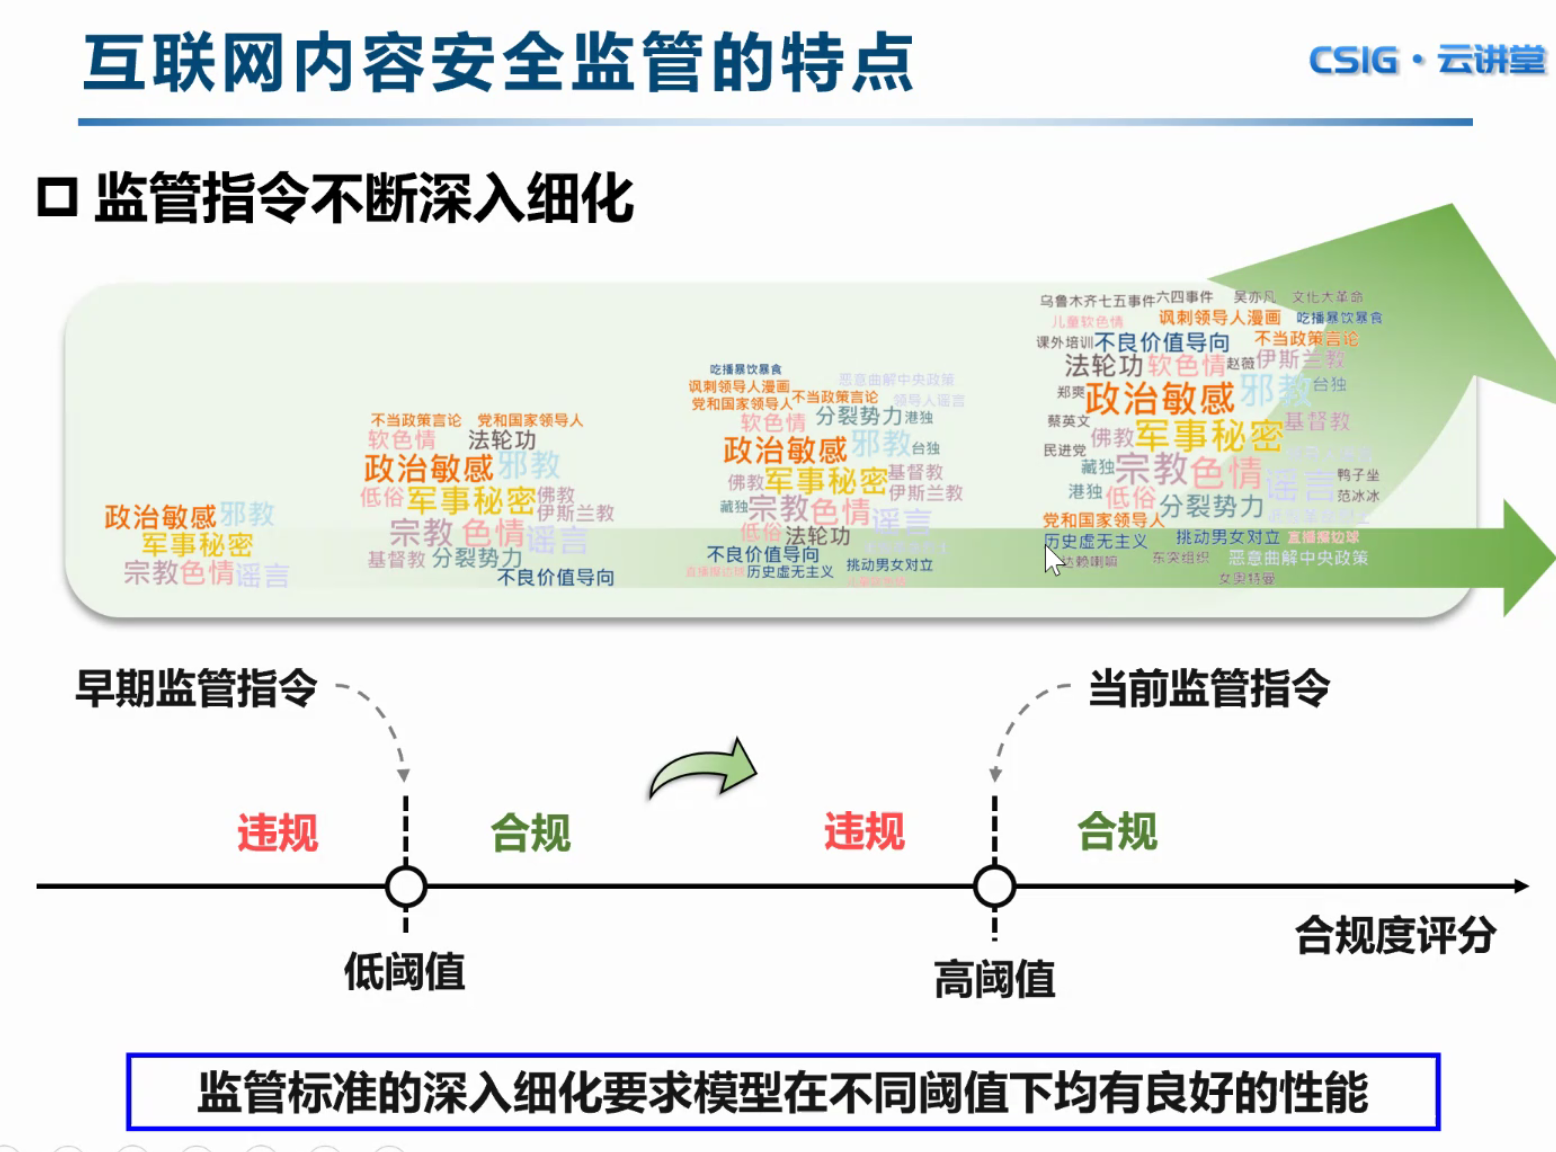 互联网内容安全监管的特点
CSIG·云讲堂
监管指令不断深入细化
政治敏感 邪教
军事秘密
宗教色情谣言
不当政策言论 党和国家领导人
软色情 法轮功
政治敏感 邪教
低俗 军事秘密 佛教
伊斯兰教
宗教 色情 谣言
基督教 分裂势力
不良价值导向
吃播暴饮暴食
讽刺领导人漫画 恶意曲解中央政策
党和国家领导人 不当政策言论 领导人谣言
软色情 分裂势力 港独
政治敏感 邪教 台独
佛教 军事秘密 基督教
伊斯兰教
藏独 宗教色情 谣言
低俗 法轮功
不良价值导向
挑动男女对立
直播擦边球 历史虚无主义
乌鲁木齐七五事件 六四事件 吴亦凡 文化大革命
儿童软色情 讽刺领导人漫画 吃播暴饮暴食
课外培训 不良价值导向 不当政策言论
法轮功 软色情 赵薇 伊斯兰教
郑爽 政治敏感 邪教 台独
蔡英文 军事秘密 基督教
佛教
民进党
藏独 宗教色情 谣言 鸭子坐
港独 低俗 分裂势力 范冰冰
党和国家领导人
历史虚无主义 挑动男女对立 直播擦边球
达赖喇嘛 东突组织 恶意曲解中央政策
女奥特曼
早期监管指令
当前监管指令
违规 合规 违规 合规
合规度评分
低阈值 高阈值
监管标准的深入细化要求模型在不同阈值下均有良好的性能